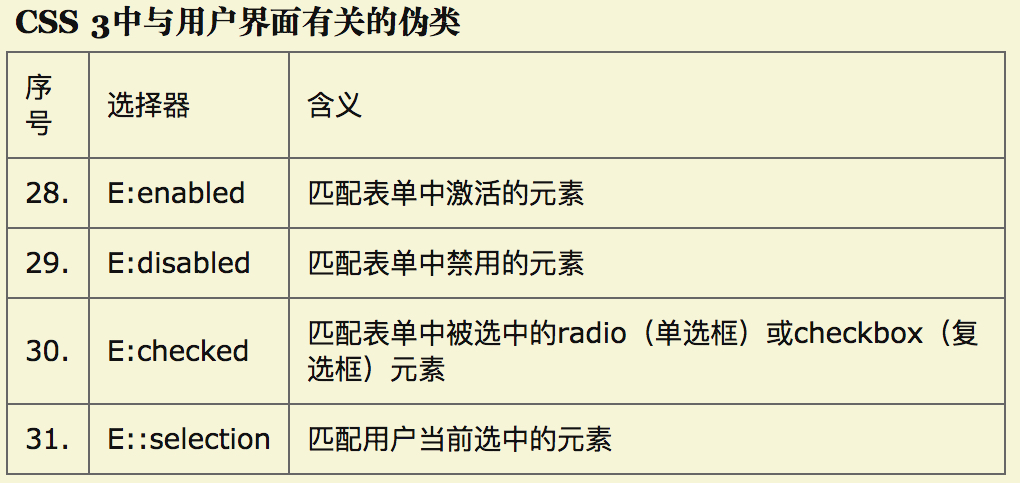 CSS 3中与用户界面有关的伪类
序
号
选择器
含义
28.
E:enabled
匹配表单中激活的元素
29.
E:disabled
匹配表单中禁用的元素
30.
E:checked
匹配表单中被选中的radio（单选框）或checkbox（复
选框）元素
31.
E::selection
匹配用户当前选中的元素